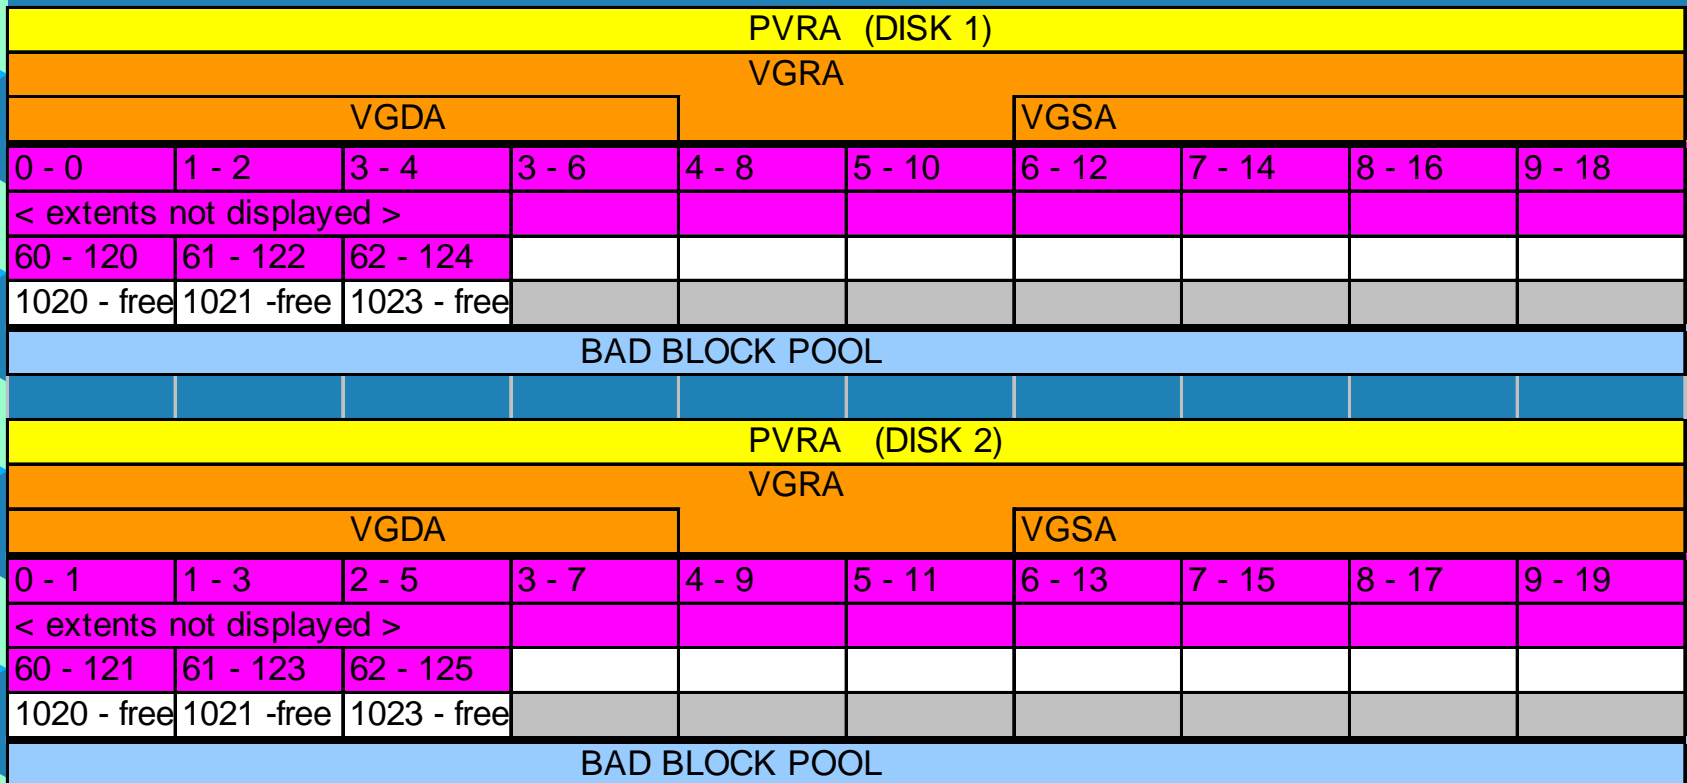 PVRA (DISK 1)
VGRA
VGDA VGSA
0 - 0 1 - 2 3 - 4 3 - 6 4 - 8 5 - 10 6 - 12 7 - 14 8 - 16 9 - 18
< extents not displayed >
60 - 120 61 - 122 62 - 124
1020 - free 1021 -free 1023 - free
BAD BLOCK POOL
PVRA (DISK 2)
VGRA
VGDA VGSA
0 - 1 1 - 3 2 - 5 3 - 7 4 - 9 5 - 11 6 - 13 7 - 15 8 - 17 9 - 19
< extents not displayed >
60 - 121 61 - 123 62 - 125
1020 - free 1021 -free 1023 - free
BAD BLOCK POOL